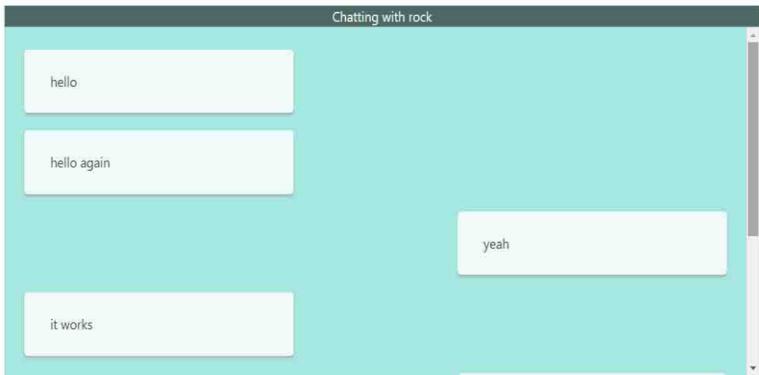 Chatting with rock
hello
hello again
yeah
it works